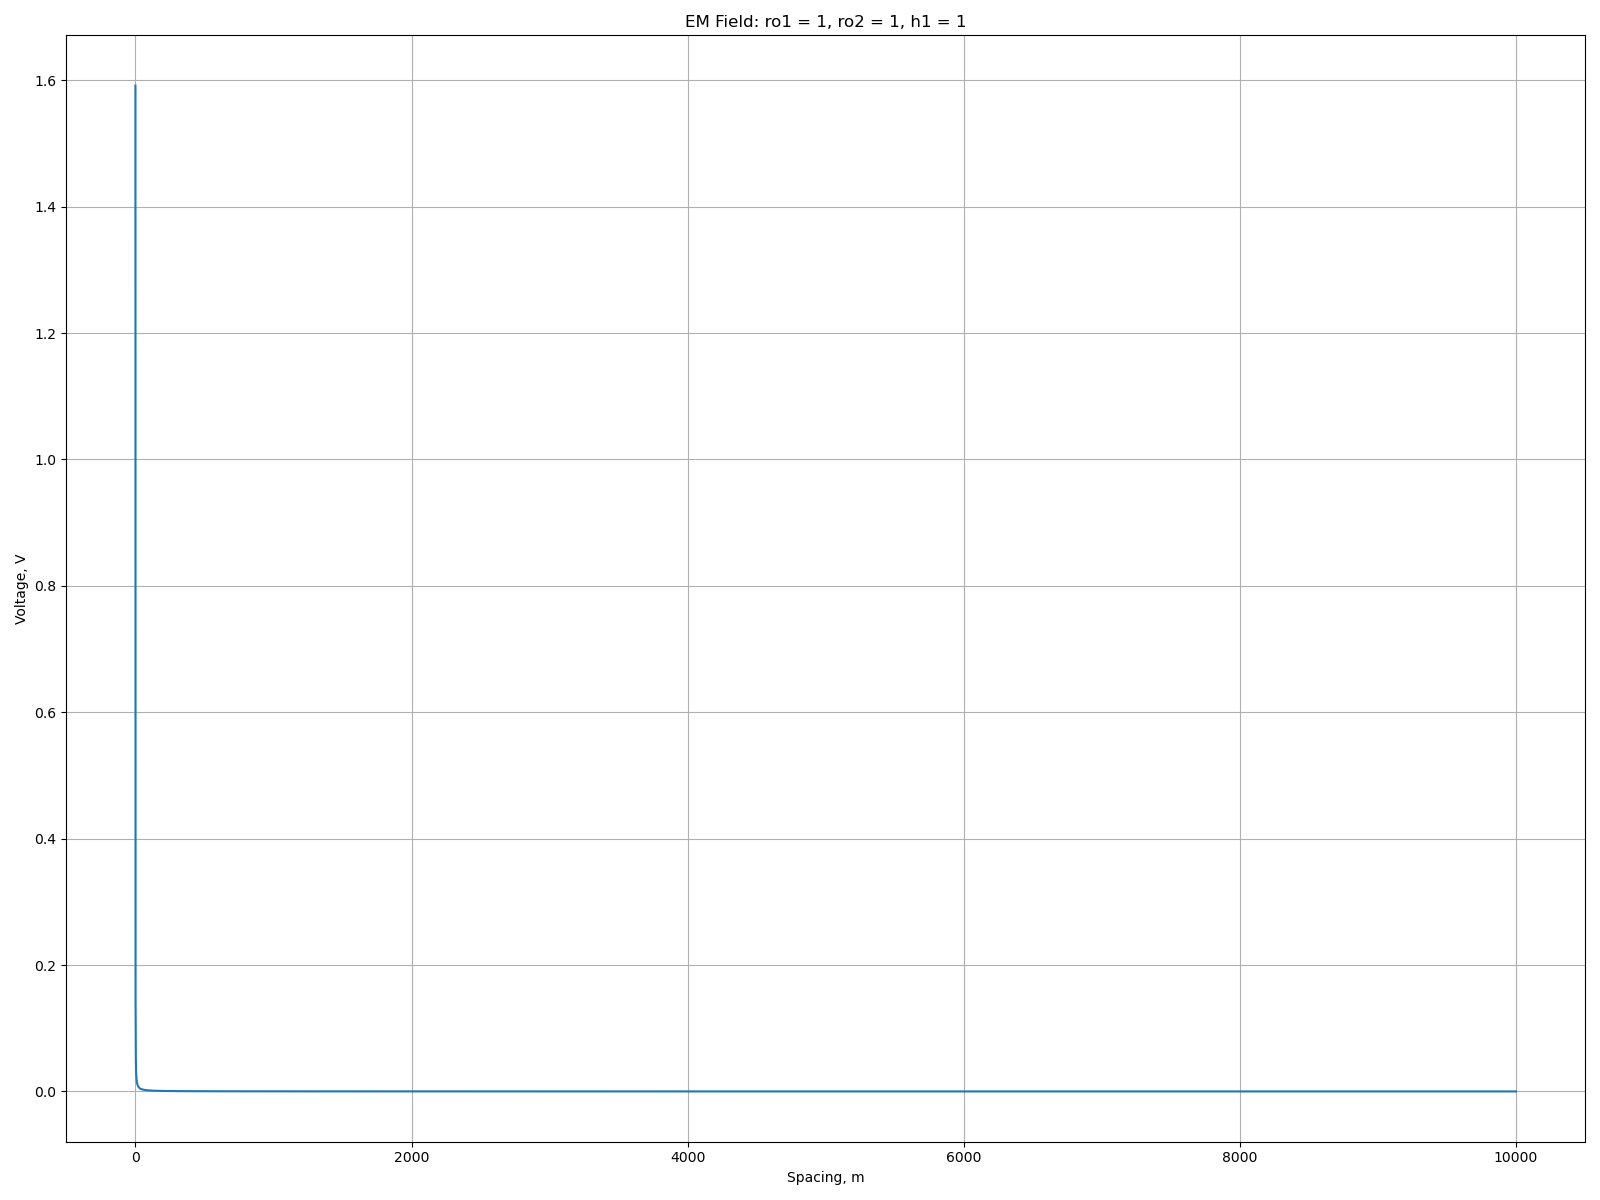 EM Field: ro1 = 1, ro2 = 1, h1 = 1
1.6
1.4
1.2
1.0
0.8
0.6
0.4
0.2
0.0
Voltage, V
0 2000 4000 6000 8000 10000
Spacing, m